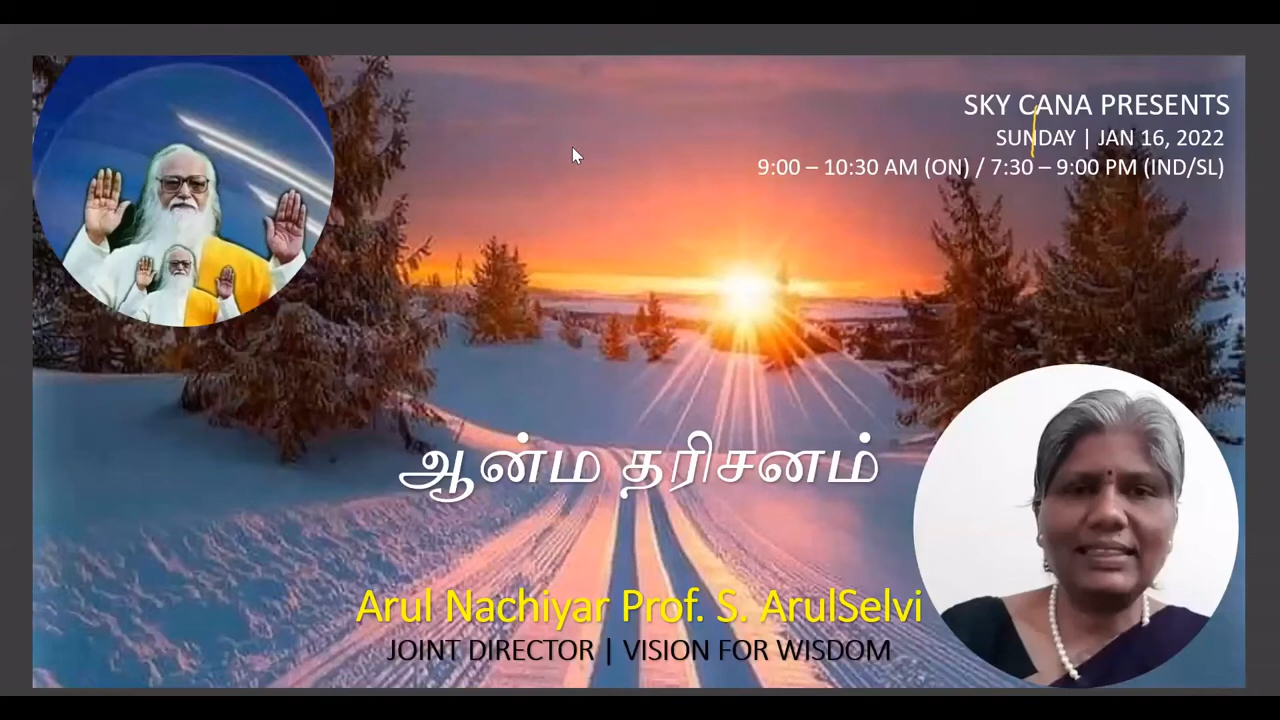 SKY CANA PRESENTS
SUNDAY | JAN 16, 2022
9:00 – 10:30 AM (ON) / 7:30 – 9:00 PM (IND/SL)
ஆன்ம தரிசனம்
Arul Nachiyar Prof. S. ArulSelvi
JOINT DIRECTOR | VISION FOR WISDOM